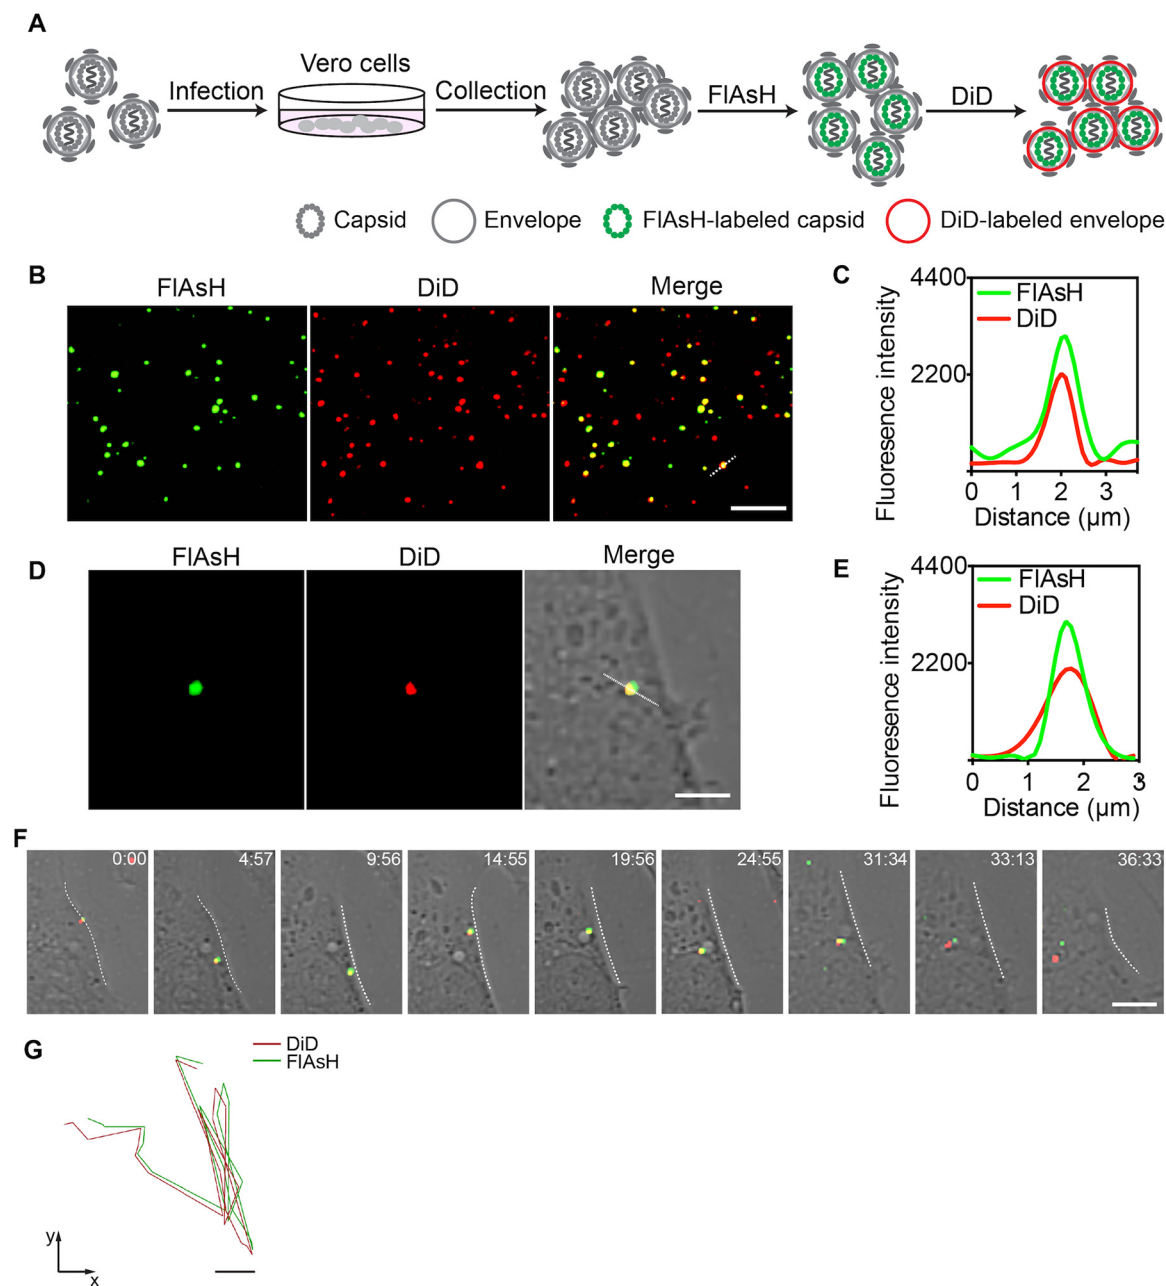 A
Infection
Vero cells
Collection
FlAsH
DiD
Capsid
Envelope
FlAsH-labeled capsid
DiD-labeled envelope
B
FlAsH
DiD
Merge
C
4400
2200
Fluoresence intensity
FlAsH
DiD
0 1 2 3
Distance (μm)
D
FlAsH
DiD
Merge
E
4400
2200
Fluoresence intensity
FlAsH
DiD
0 1 2 3
Distance (μm)
F
0:00
4:57
9:56
14:55
19:56
24:55
31:34
33:13
36:33
G
DiD
FlAsH
y
x